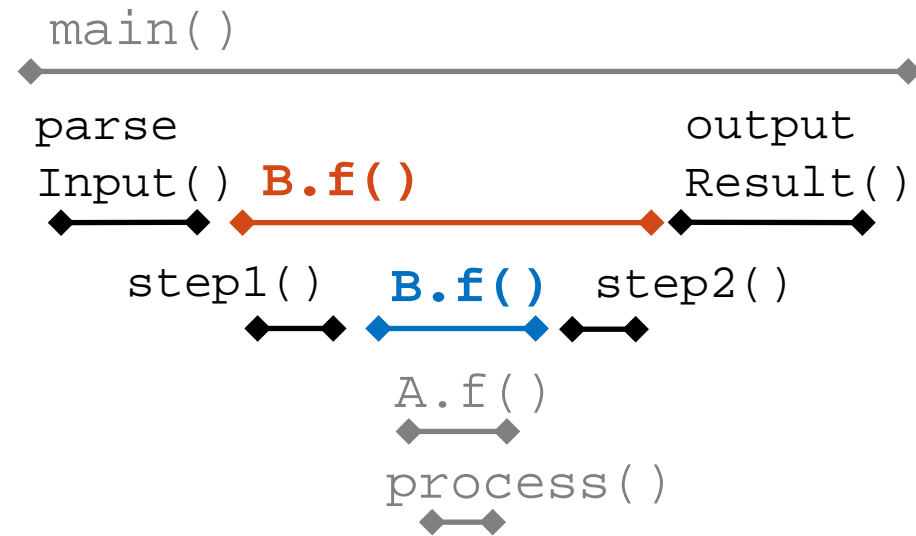 main()
parse
Input()
B.f()
output
Result()
step1()
B.f()
step2()
A.f()
process()